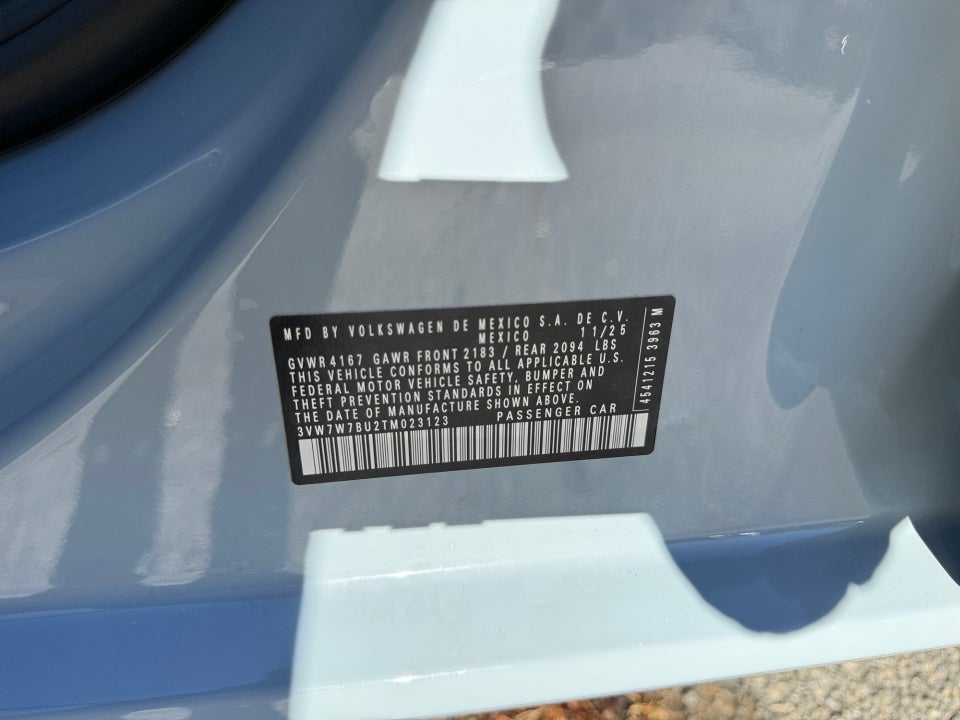 MFD BY VOLKSWAGEN DE MEXICO S.A. DE C.V.
MEXICO 11/25
GVWR 4167 GAWR FRONT 2183 / REAR 2094 LBS
THIS VEHICLE CONFORMS TO ALL APPLICABLE U.S.
FEDERAL MOTOR VEHICLE SAFETY, BUMPER AND
THEFT PREVENTION STANDARDS IN EFFECT ON
THE DATE OF MANUFACTURE SHOWN ABOVE.
3VW7W7BU2TM023123 PASSENGER CAR
4541215 3963 M